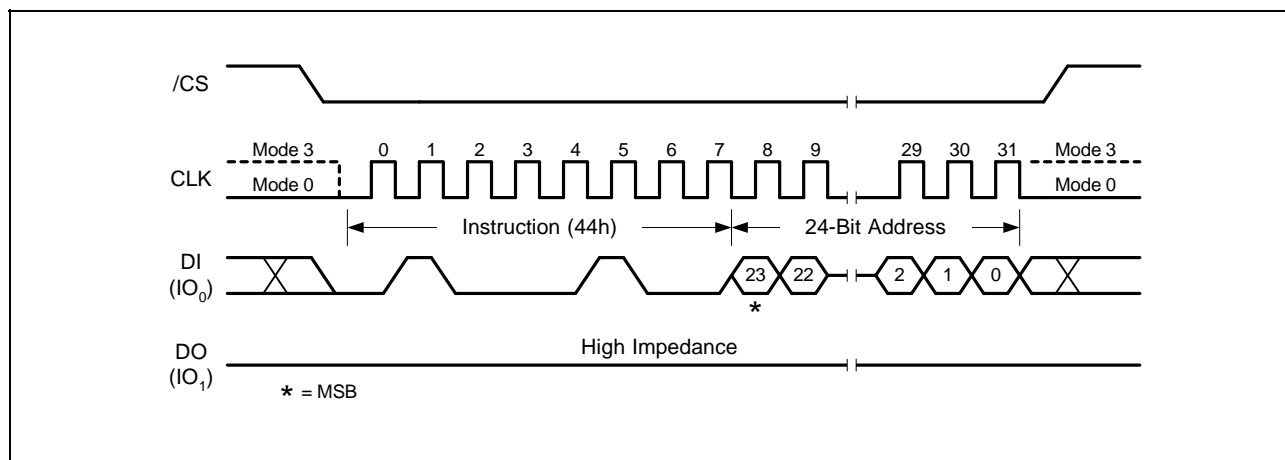 /CS
Mode 3 0 1 2 3 4 5 6 7 8 9 29 30 31 Mode 3
CLK Mode 0 Mode 0
Instruction (44h) 24-Bit Address
DI
(IO0) 23 22 2 1 0
*
DO High Impedance
(IO1)
* = MSB